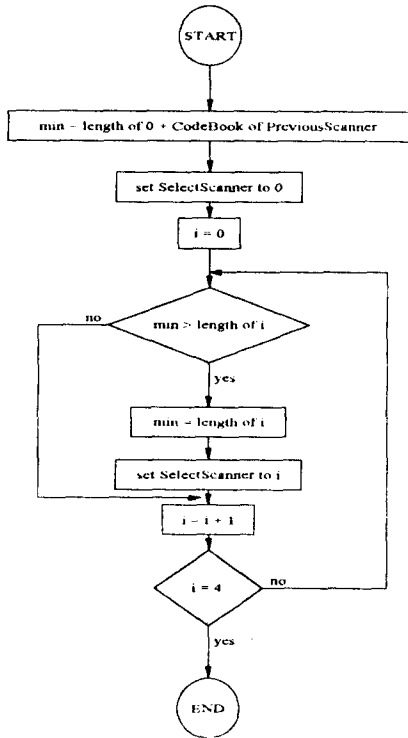 START
min = length of 0 + CodeBook of PreviousScanner
set SelectScanner to 0
i = 0
no
min > length of i
yes
min = length of i
set SelectScanner to i
i = i + 1
i = 4
no
yes
END